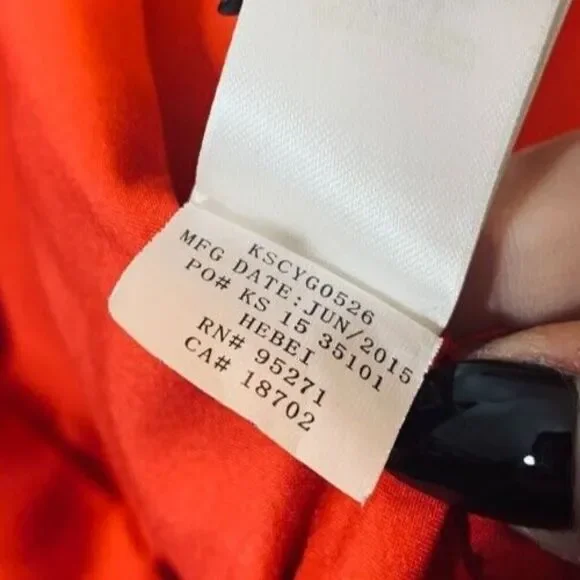 KSCYG0526
MFG DATE:JUN/2015
PO# KS 15 35101
HEBEI
RN# 95271
CA# 18702